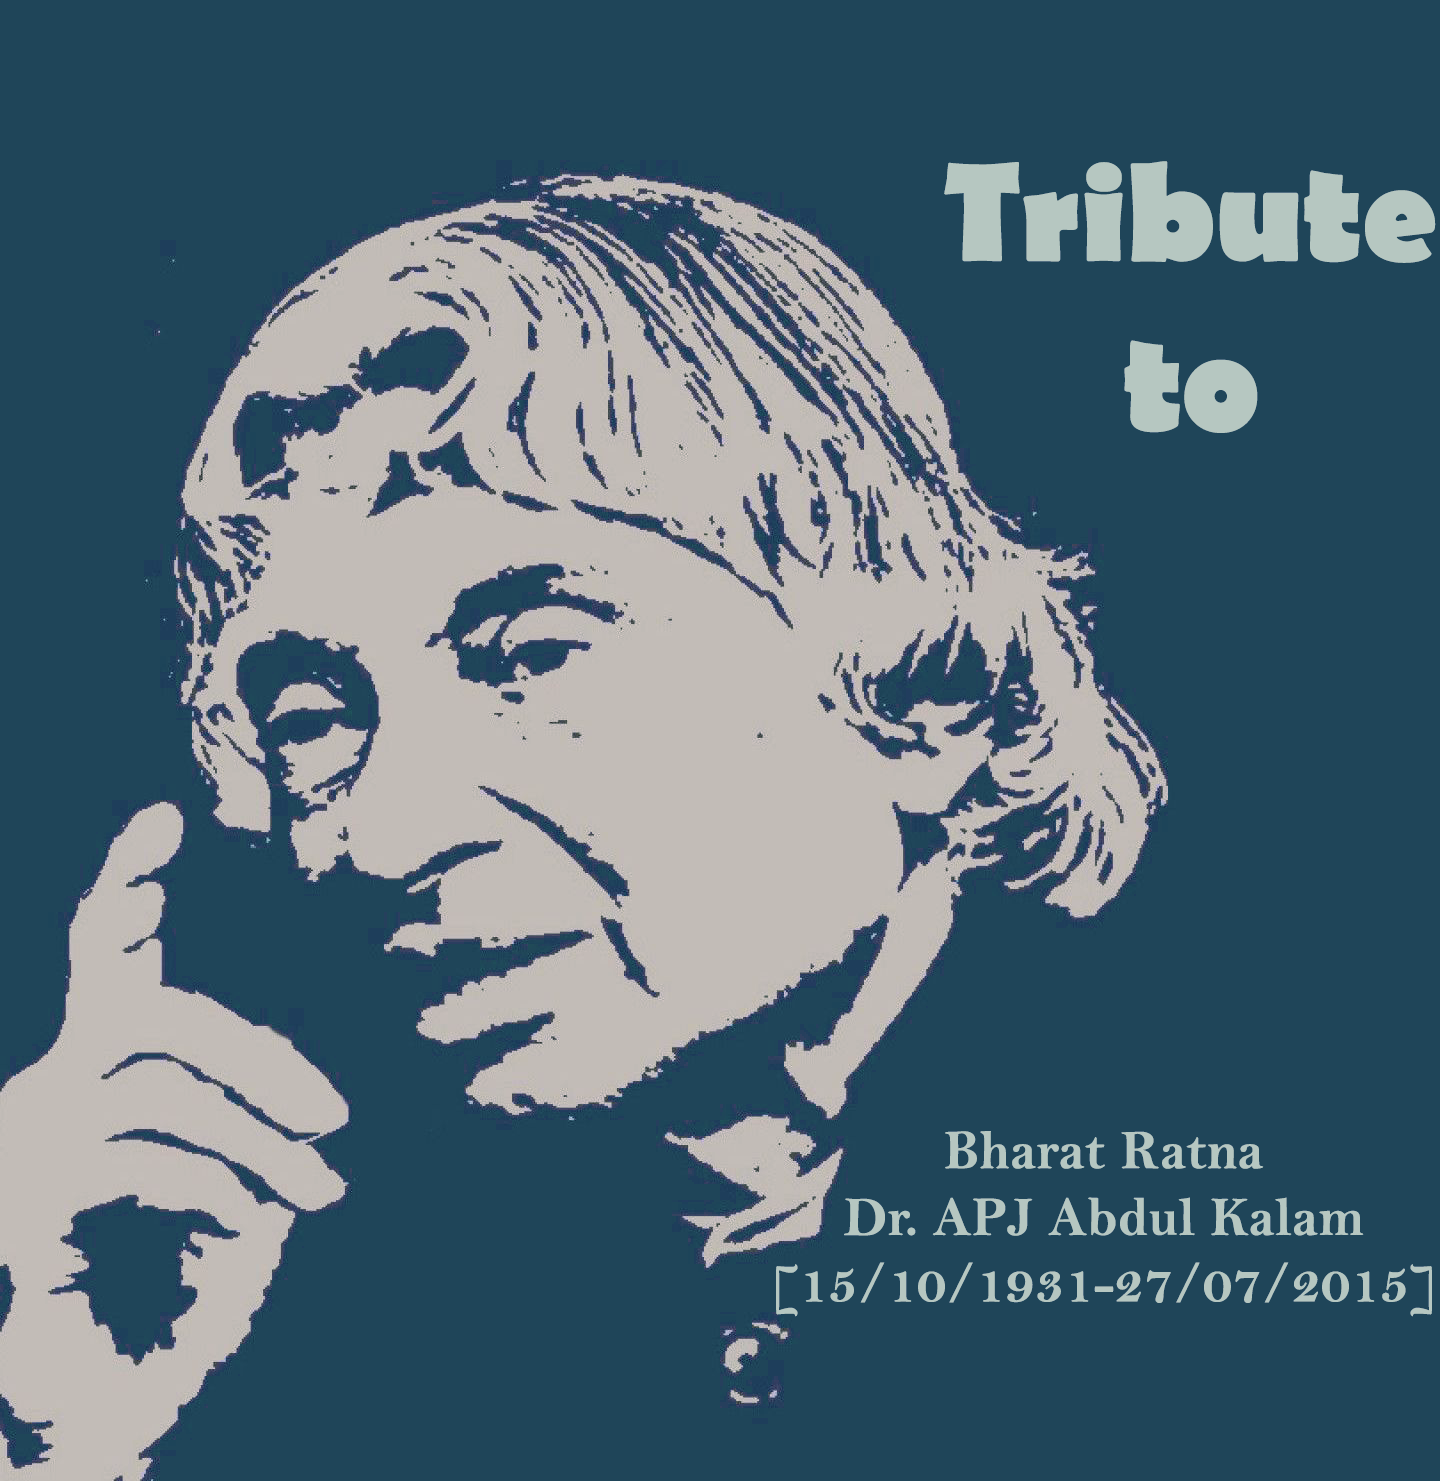 Tribute
to
Bharat Ratna
Dr. APJ Abdul Kalam
[15/10/1931-27/07/2015]